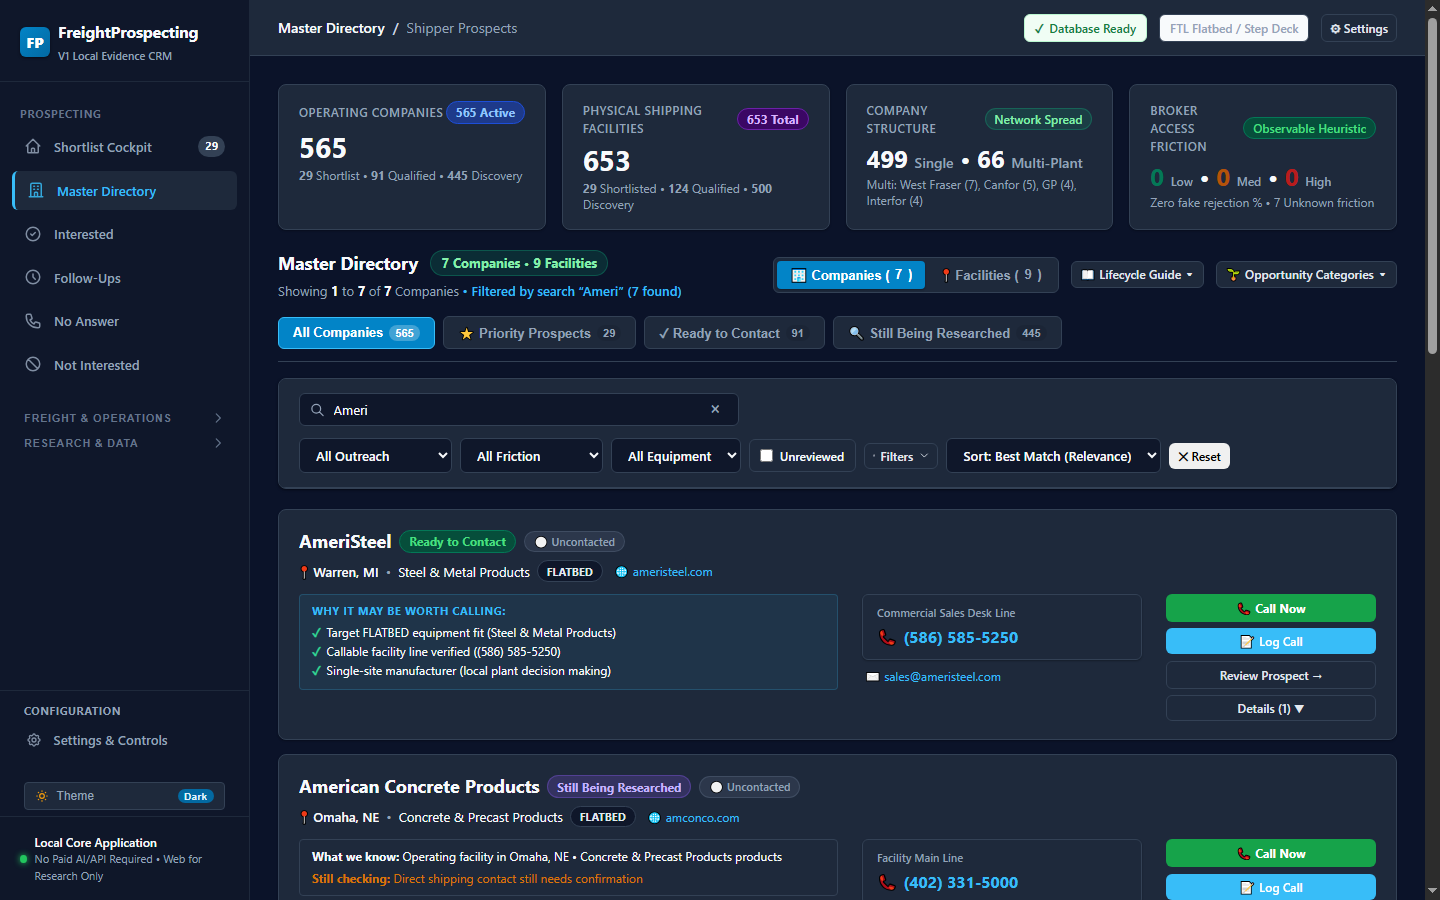 FP
FreightProspecting
V1 Local Evidence CRM
PROSPECTING
Shortlist Cockpit 29
Master Directory
Interested
Follow-Ups
No Answer
Not Interested
FREIGHT & OPERATIONS
RESEARCH & DATA
CONFIGURATION
Settings & Controls
Theme Dark
Local Core Application
No Paid AI/API Required • Web for
Research Only
Master Directory / Shipper Prospects
✓ Database Ready
FTL Flatbed / Step Deck
⚙ Settings
OPERATING COMPANIES 565 Active
565
29 Shortlist • 91 Qualified • 445 Discovery
PHYSICAL SHIPPING
FACILITIES
653 Total
653
29 Shortlisted • 124 Qualified • 500
Discovery
COMPANY
STRUCTURE
Network Spread
499 Single • 66 Multi-Plant
Multi: West Fraser (7), Canfor (5), GP (4),
Interfor (4)
BROKER
ACCESS
FRICTION
Observable Heuristic
0 Low • 0 Med • 0 High
Zero fake rejection % • 7 Unknown friction
Master Directory 7 Companies • 9 Facilities
Showing 1 to 7 of 7 Companies • Filtered by search “Ameri” (7 found)
Companies ( 7 )
Facilities ( 9 )
Lifecycle Guide ▾
Opportunity Categories ▾
All Companies 565
Priority Prospects 29
✓ Ready to Contact 91
Still Being Researched 445
Ameri ×
All Outreach
All Friction
All Equipment
Unreviewed
· Filters
Sort: Best Match (Relevance)
✕ Reset
AmeriSteel Ready to Contact Uncontacted
Warren, MI • Steel & Metal Products FLATBED ameristeel.com
WHY IT MAY BE WORTH CALLING:
✓ Target FLATBED equipment fit (Steel & Metal Products)
✓ Callable facility line verified ((586) 585-5250)
✓ Single-site manufacturer (local plant decision making)
Commercial Sales Desk Line
(586) 585-5250
sales@ameristeel.com
Call Now
Log Call
Review Prospect →
Details (1) ▼
American Concrete Products Still Being Researched Uncontacted
Omaha, NE • Concrete & Precast Products FLATBED amconco.com
What we know: Operating facility in Omaha, NE • Concrete & Precast Products products
Still checking: Direct shipping contact still needs confirmation
Facility Main Line
(402) 331-5000
Call Now
Log Call